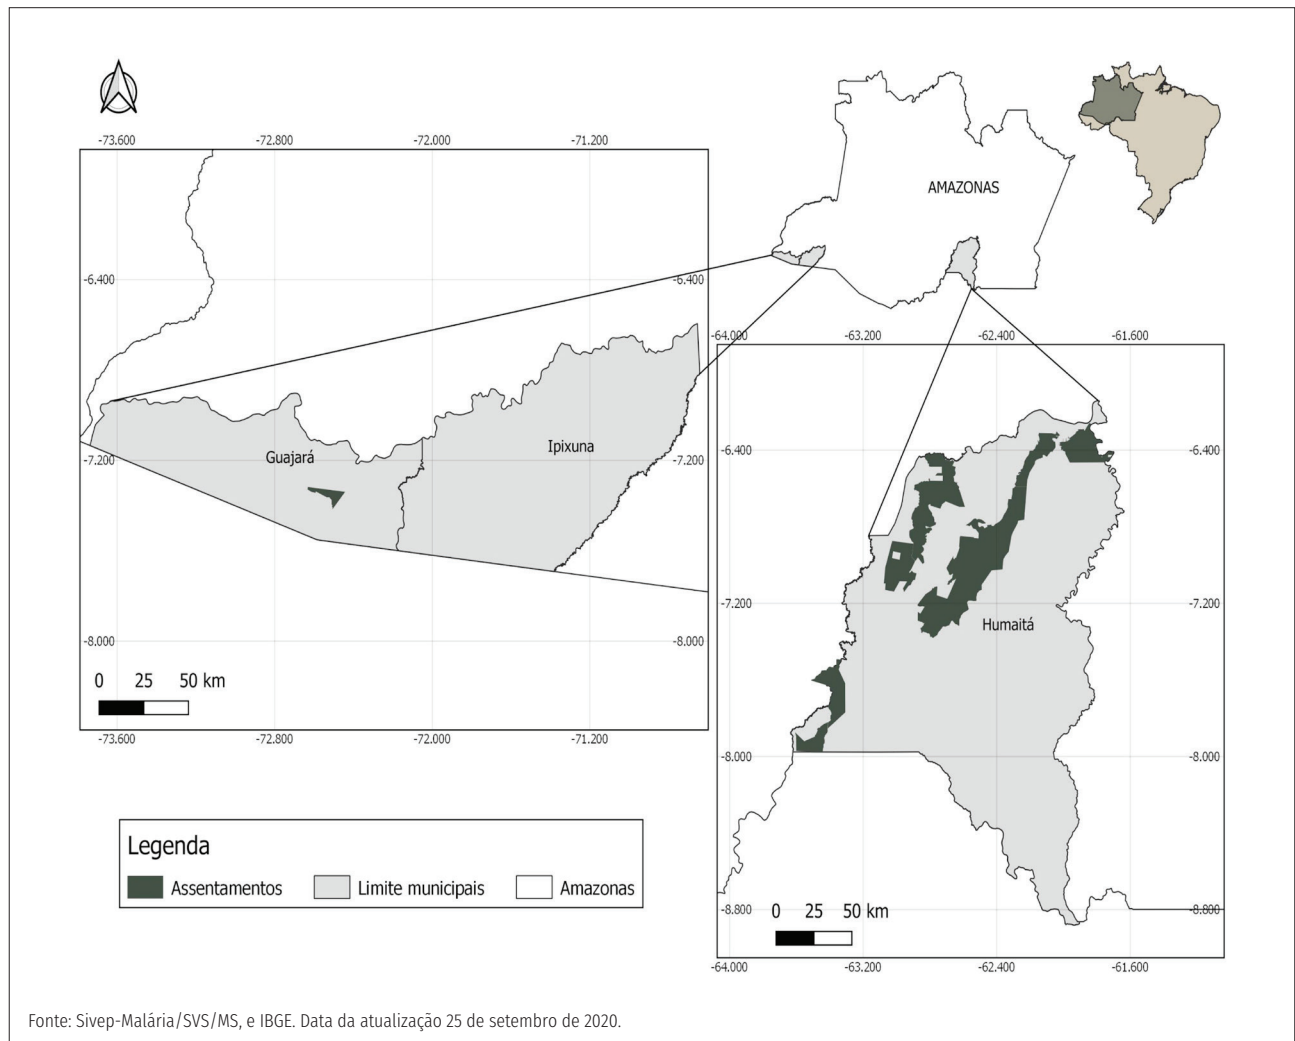 -73.600
-72.800
-72.000
-71.200
AMAZONAS
-6.400
-6.400
-64.000
-63.200
-62.400
-61.600
Guajará
Ipixuna
-7.200
-7.200
-6.400
-6.400
-7.200
-7.200
Humaitá
-8.000
-8.000
0 25 50 km
-73.600
-72.800
-72.000
-71.200
-8.000
-8.000
Legenda
Assentamentos
Limite municipais
Amazonas
-8.800
-8.800
0 25 50 km
-64.000
-63.200
-62.400
-61.600
Fonte: Sivep-Malária/SVS/MS, e IBGE. Data da atualização 25 de setembro de 2020.